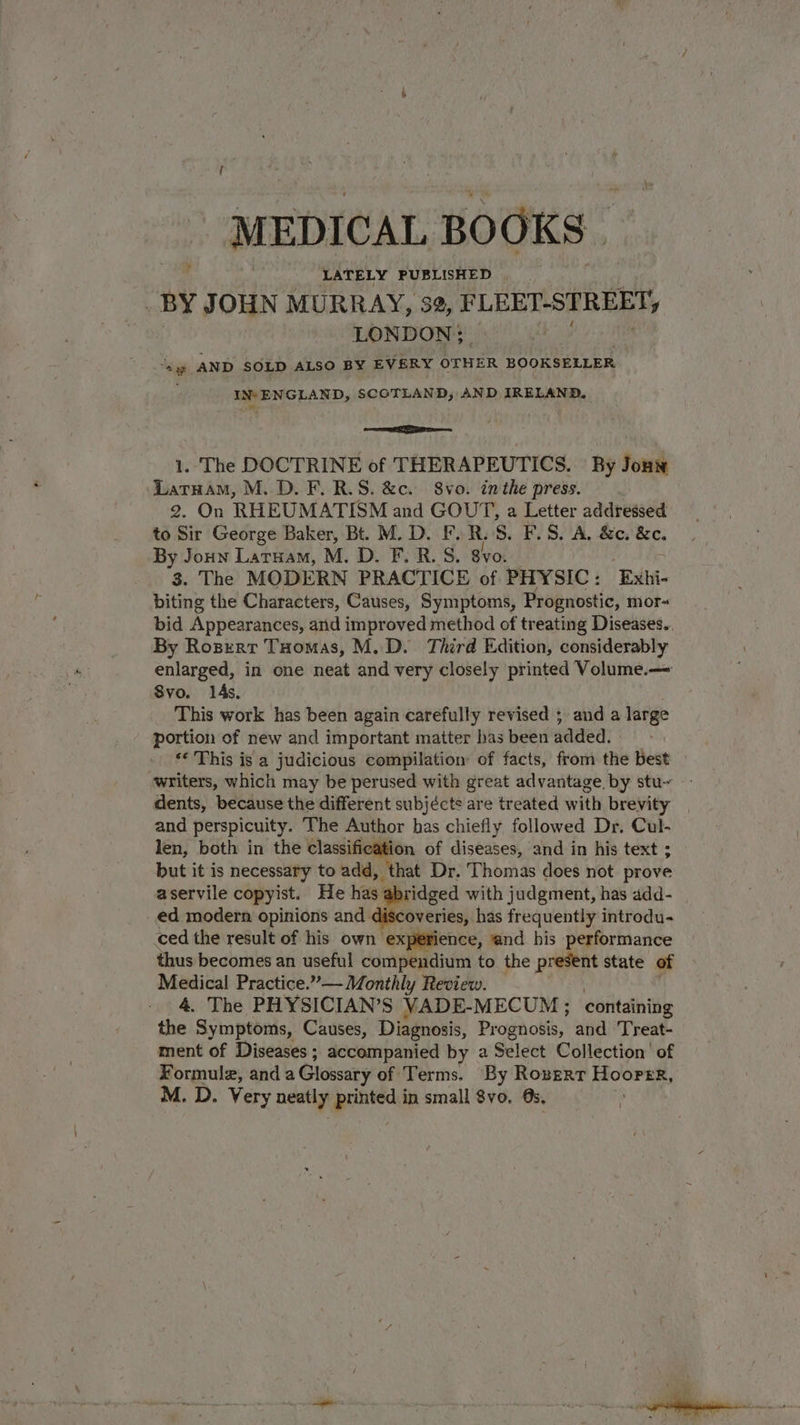 MEDICAL BOOKS
LATELY PUBLISHED
BY JOHN MURRAY, 32, FLEET-STREET,
LONDON;
AND SOLD ALSO BY EVERY OTHER BOOKSELLER
IN ENGLAND, SCOTLAND, AND IRELAND.
1. The DOCTRINE of THERAPEUTICS. By JOHN
LATHAM, M. D. F. R. S. &c. 8vo. in the press.
2. On RHEUMATISM and GOUT, a Letter addressed
to Sir George Baker, Bt. M. D. F. R. S. F. S. A. &c. &c.
By JOHN LATHAM, M. D. F. R. S. 8vo.
3. The MODERN PRACTICE of PHYSIC: Exhi-
biting the Characters, Causes, Symptoms, Prognostic, mor-
bid Appearances, and improved method of treating Diseases.
By ROBERT THOMAS, M. D. Third Edition, considerably
enlarged, in one neat and very closely printed Volume.—
8vo. 14s.
This work has been again carefully revised; and a large
portion of new and important matter has been added.
“This is a judicious compilation of facts, from the best
writers, which may be perused with great advantage by stu-
dents, because the different subjects are treated with brevity
and perspicuity. The Author has chiefly followed Dr. Cul-
len, both in the classification of diseases, and in his text;
but it is necessary to add, that Dr. Thomas does not prove
a servile copyist. He has abridged with judgment, has add-
ed modern opinions and discoveries, has frequently introdu-
ced the result of his own experience, and his performance
thus becomes an useful compendium to the present state of
Medical Practice.”—Monthly Review.
4. The PHYSICIAN’S VADE-MECUM; containing
the Symptoms, Causes, Diagnosis, Prognosis, and Treat-
ment of Diseases; accompanied by a Select Collection of
Formulæ, and a Glossary of Terms. By ROBERT HOOPER,
M. D. Very neatly printed in small 8vo. 6s.